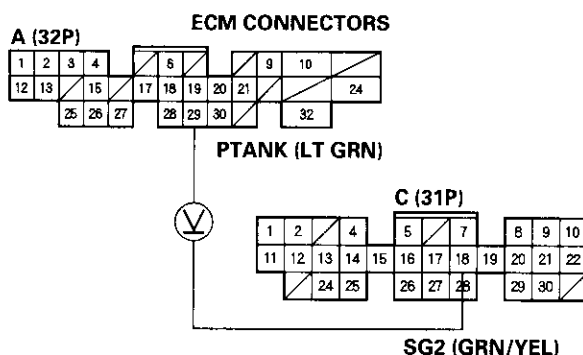 ECM CONNECTORS
A (32P)
1 2 3 4 6 9 10
12 13 15 17 18 19 20 21 24
25 26 27 28 29 30 32
PTANK (LT GRN)
V
C (31P)
1 2 4 5 7 8 9 10
11 12 13 14 15 16 17 18 19 20 21 22
24 25 26 27 28 29 30
SG2 (GRN/YEL)